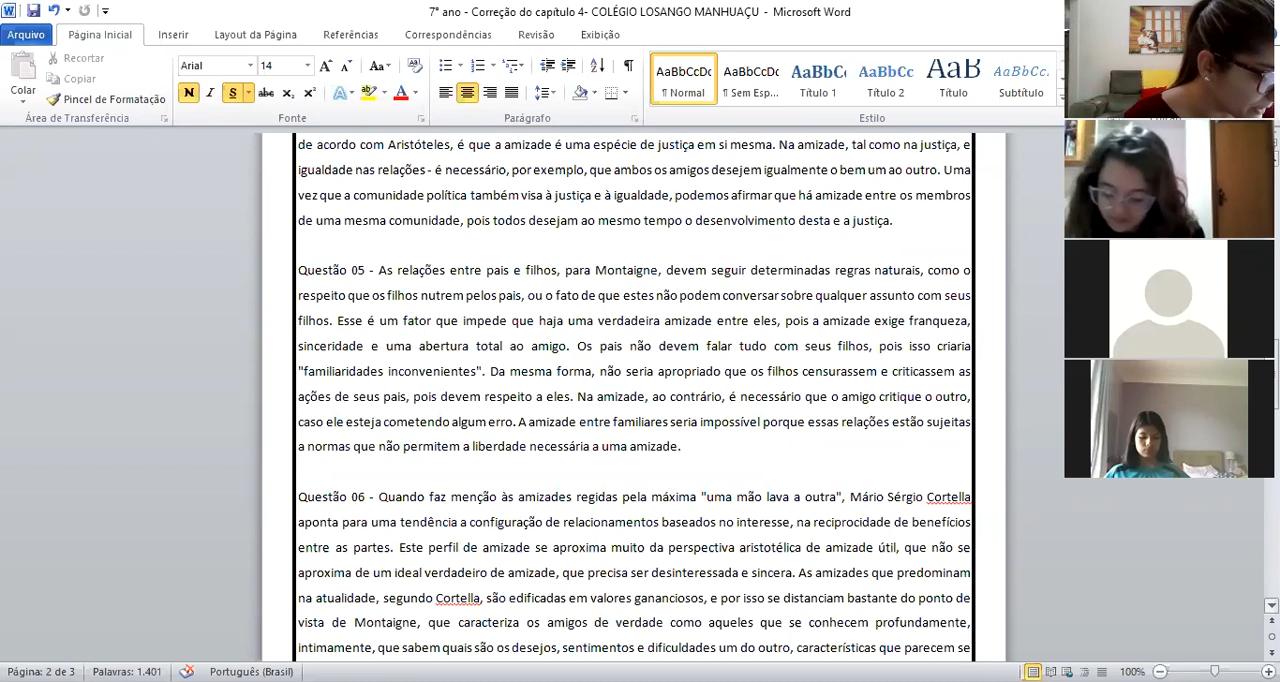 7° ano - Correção do capítulo 4- COLÉGIO LOSANGO MANHUAÇU - Microsoft Word
Arquivo Página Inicial Inserir Layout da Página Referências Correspondências Revisão Exibição
Recortar
Copiar
Colar
Pincel de Formatação
Área de Transferência
Arial 14
Aa
N I S abc x₂ x² A ab A
Fonte
Parágrafo
AaBbCcDc AaBbCcDc AaBbC AaBbCc AaB AaBbCc.
¶ Normal ¶ Sem Esp... Título 1 Título 2 Título Subtítulo
Estilo
de acordo com Aristóteles, é que a amizade é uma espécie de justiça em si mesma. Na amizade, tal como na justiça, e
igualdade nas relações - é necessário, por exemplo, que ambos os amigos desejem igualmente o bem um ao outro. Uma
vez que a comunidade política também visa à justiça e à igualdade, podemos afirmar que há amizade entre os membros
de uma mesma comunidade, pois todos desejam ao mesmo tempo o desenvolvimento desta e a justiça.
Questão 05 - As relações entre pais e filhos, para Montaigne, devem seguir determinadas regras naturais, como o
respeito que os filhos nutrem pelos pais, ou o fato de que estes não podem conversar sobre qualquer assunto com seus
filhos. Esse é um fator que impede que haja uma verdadeira amizade entre eles, pois a amizade exige franqueza,
sinceridade e uma abertura total ao amigo. Os pais não devem falar tudo com seus filhos, pois isso criaria
"familiaridades inconvenientes". Da mesma forma, não seria apropriado que os filhos censurassem e criticassem as
ações de seus pais, pois devem respeito a eles. Na amizade, ao contrário, é necessário que o amigo critique o outro,
caso ele esteja cometendo algum erro. A amizade entre familiares seria impossível porque essas relações estão sujeitas
a normas que não permitem a liberdade necessária a uma amizade.
Questão 06 - Quando faz menção às amizades regidas pela máxima "uma mão lava a outra", Mário Sérgio Cortella
aponta para uma tendência a configuração de relacionamentos baseados no interesse, na reciprocidade de benefícios
entre as partes. Este perfil de amizade se aproxima muito da perspectiva aristotélica de amizade útil, que não se
aproxima de um ideal verdadeiro de amizade, que precisa ser desinteressada e sincera. As amizades que predominam
na atualidade, segundo Cortella, são edificadas em valores gananciosos, e por isso se distanciam bastante do ponto de
vista de Montaigne, que caracteriza os amigos de verdade como aqueles que se conhecem profundamente,
intimamente, que sabem quais são os desejos, sentimentos e dificuldades um do outro, características que parecem se
Página: 2 de 3 Palavras: 1.401 Português (Brasil) 100%